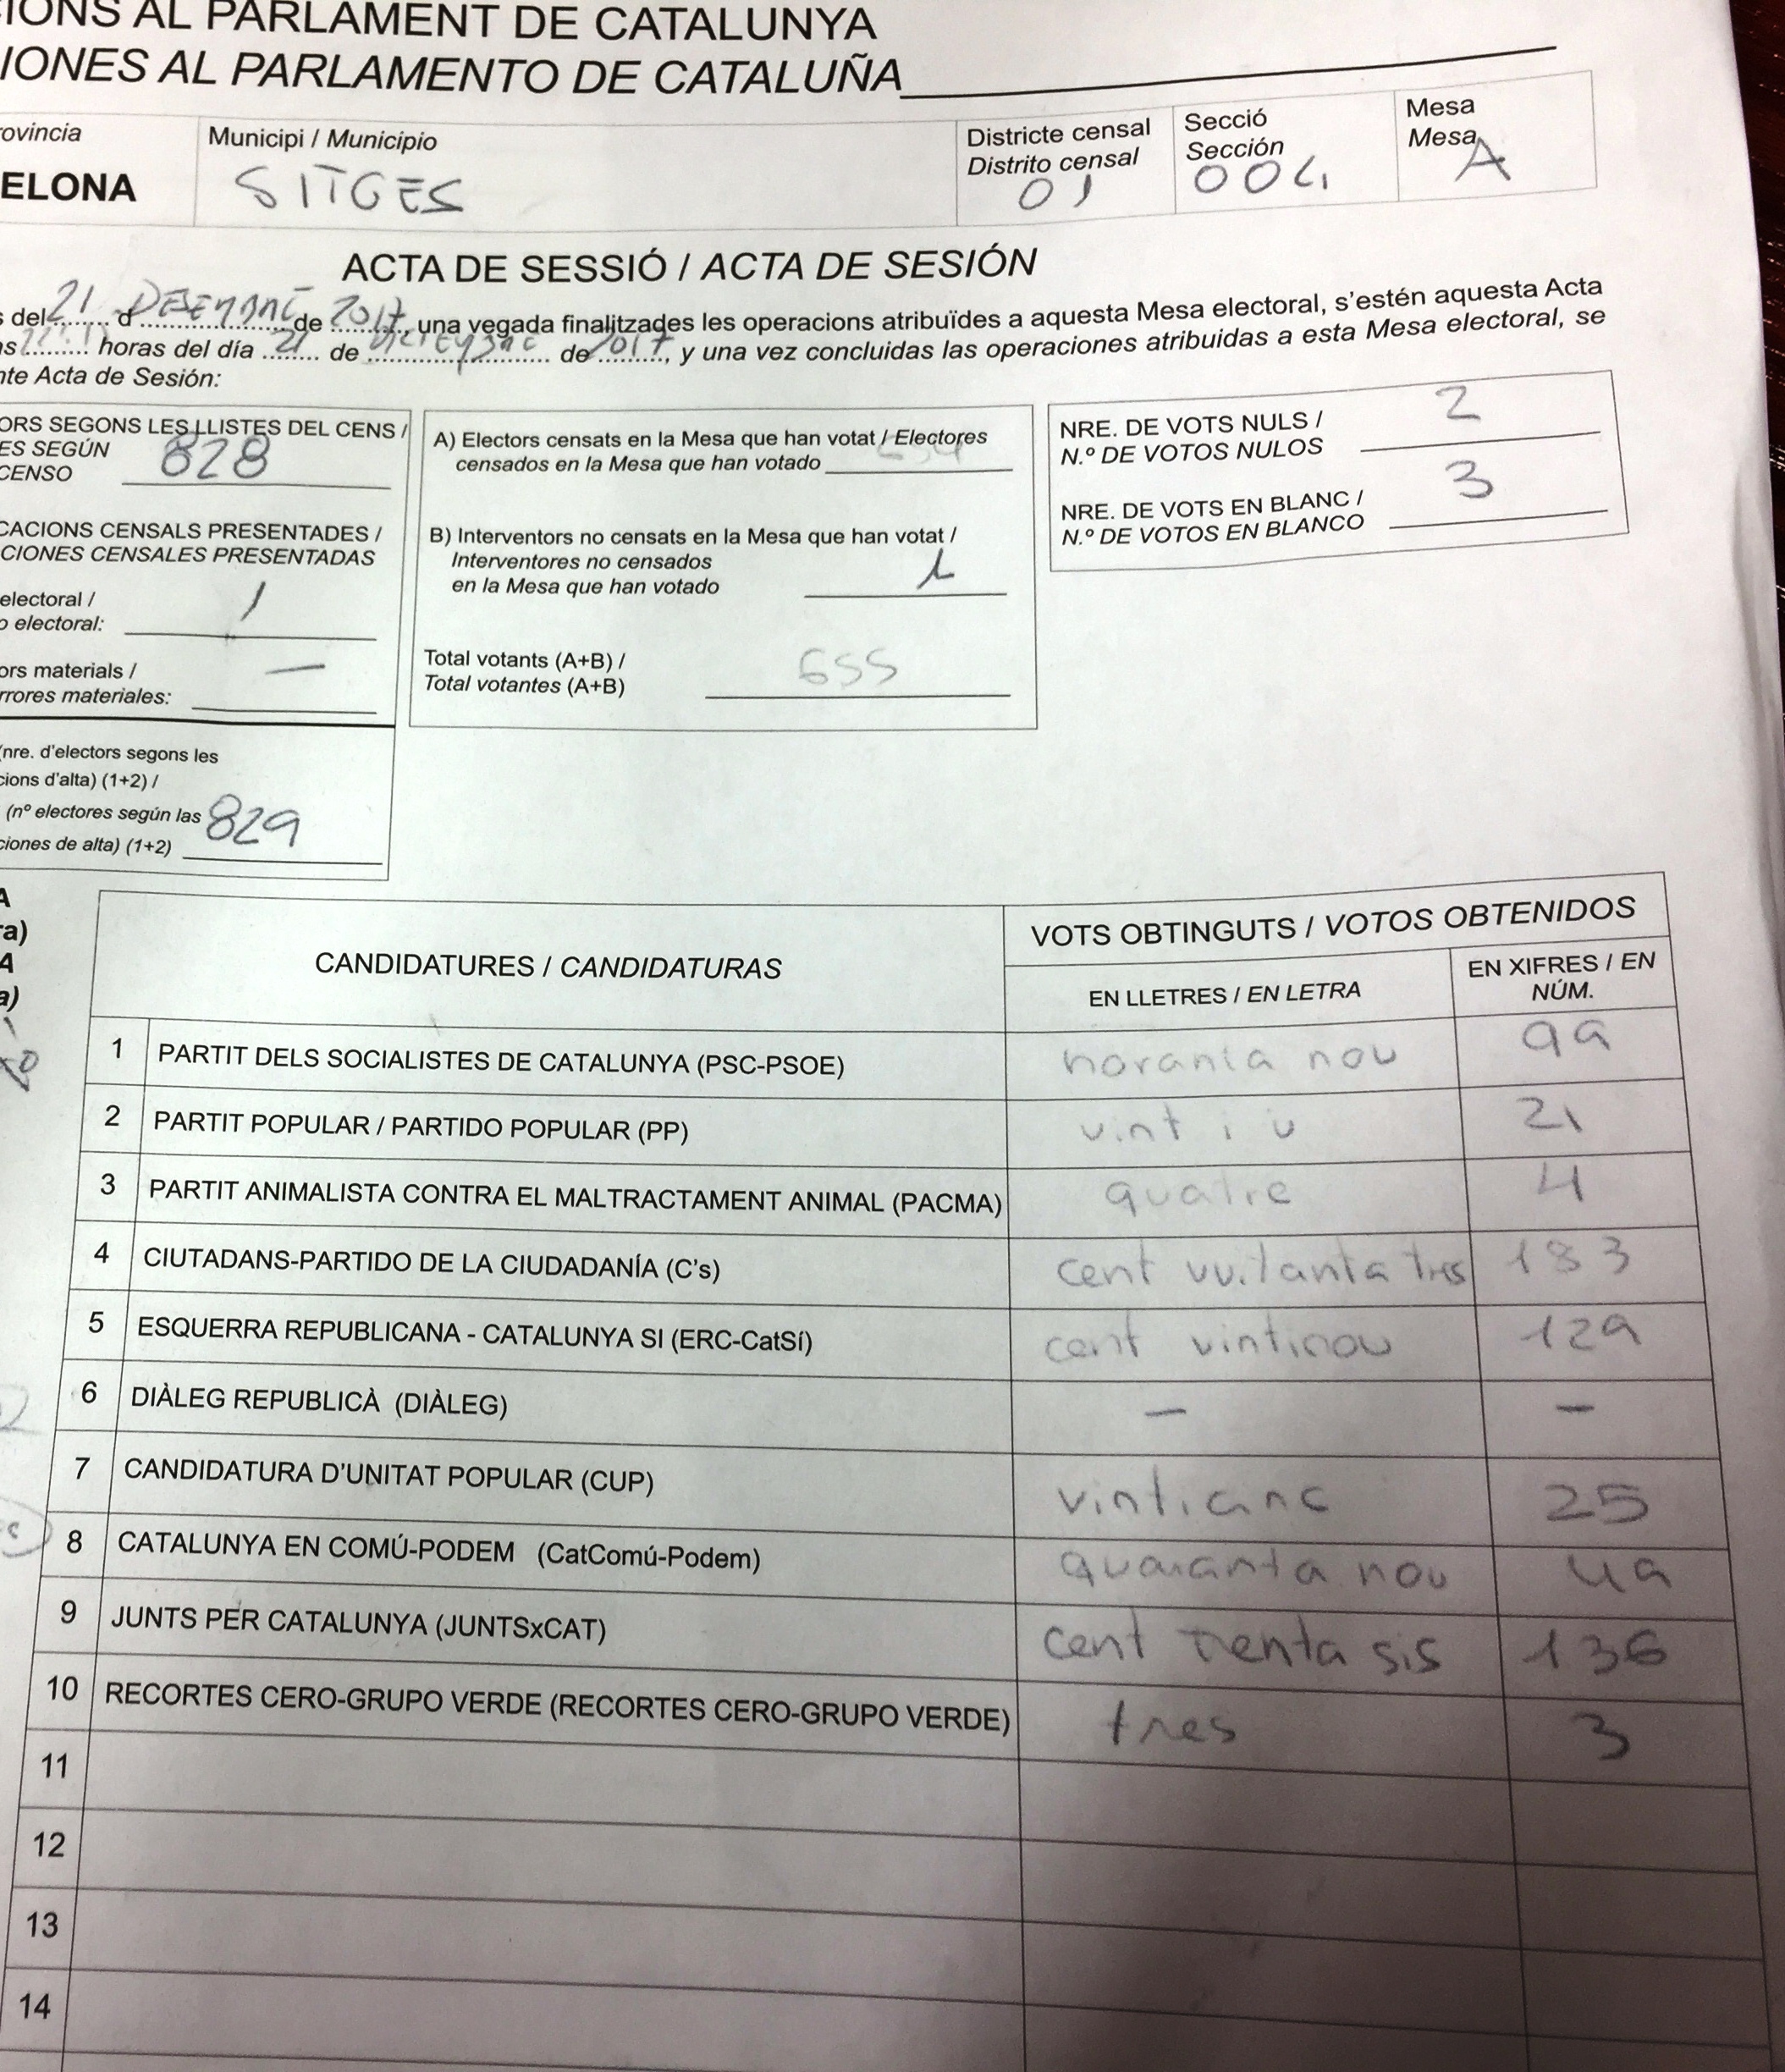 IONS AL PARLAMENT DE CATALUNYA
IONES AL PARLAMENTO DE CATALUÑA
rovincia
ELONA
Municipi / Municipio
SITGES
Districte censal
Distrito censal
01
Secció
Sección
004
Mesa
Mesa
A
ACTA DE SESSIÓ / ACTA DE SESIÓN
s del 21 d de 2017, una vegada finalitzades les operacions atribuïdes a aquesta Mesa electoral, s'estén aquesta Acta
horas del día 21 de de 2017, y una vez concluidas las operaciones atribuidas a esta Mesa electoral, se
nte Acta de Sesión:
ORS SEGONS LES LLISTES DEL CENS /
ES SEGÚN
CENSO
828
CACIONS CENSALS PRESENTADES /
CIONES CENSALES PRESENTADAS
electoral /
o electoral:
1
ors materials /
rrores materiales:
—
(nre. d'electors segons les
cions d'alta) (1+2) /
(nº electores según las
ciones de alta) (1+2)
829
A) Electors censats en la Mesa que han votat / Electores
censados en la Mesa que han votado
B) Interventors no censats en la Mesa que han votat /
Interventores no censados
en la Mesa que han votado
1
Total votants (A+B) /
Total votantes (A+B)
655
NRE. DE VOTS NULS /
N.º DE VOTOS NULOS
2
NRE. DE VOTS EN BLANC /
N.º DE VOTOS EN BLANCO
3
CANDIDATURES / CANDIDATURAS
VOTS OBTINGUTS / VOTOS OBTENIDOS
EN LLETRES / EN LETRA
EN XIFRES / EN
NÚM.
1 PARTIT DELS SOCIALISTES DE CATALUNYA (PSC-PSOE) noranta nou 99
2 PARTIT POPULAR / PARTIDO POPULAR (PP) vint i u 21
3 PARTIT ANIMALISTA CONTRA EL MALTRACTAMENT ANIMAL (PACMA) quatre 4
4 CIUTADANS-PARTIDO DE LA CIUDADANÍA (C's) cent vuitanta tres 183
5 ESQUERRA REPUBLICANA - CATALUNYA SI (ERC-CatSí) cent vintinou 129
6 DIÀLEG REPUBLICÀ (DIÀLEG) - -
7 CANDIDATURA D'UNITAT POPULAR (CUP) vinticinc 25
8 CATALUNYA EN COMÚ-PODEM (CatComú-Podem) quaranta nou 49
9 JUNTS PER CATALUNYA (JUNTSxCAT) cent trenta sis 136
10 RECORTES CERO-GRUPO VERDE (RECORTES CERO-GRUPO VERDE) tres 3
11
12
13
14